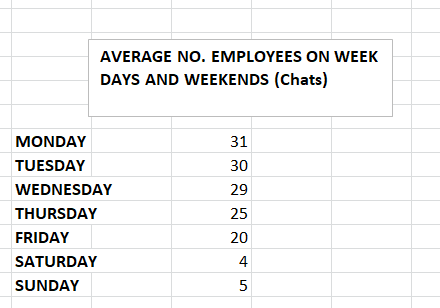 AVERAGE NO. EMPLOYEES ON WEEK
DAYS AND WEEKENDS (Chats)
MONDAY 31
TUESDAY 30
WEDNESDAY 29
THURSDAY 25
FRIDAY 20
SATURDAY 4
SUNDAY 5